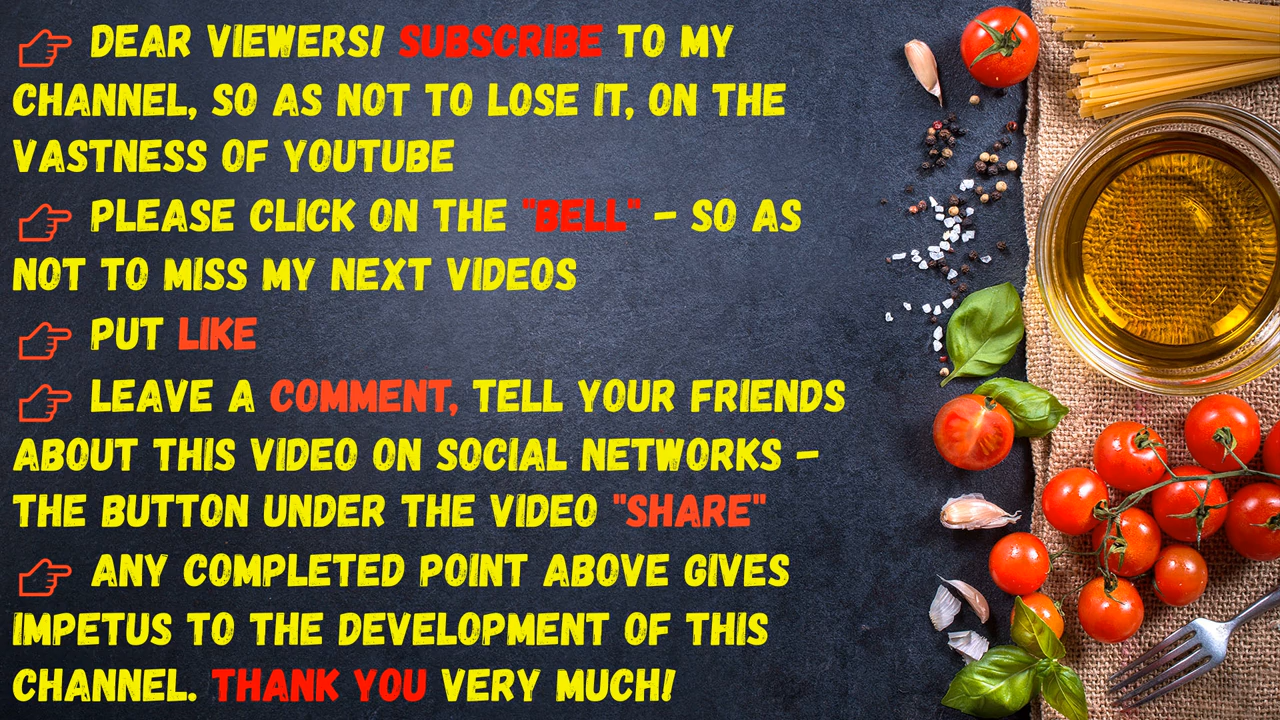 DEAR VIEWERS! SUBSCRIBE TO MY
CHANNEL, SO AS NOT TO LOSE IT, ON THE
VASTNESS OF YOUTUBE
PLEASE CLICK ON THE "BELL" - SO AS
NOT TO MISS MY NEXT VIDEOS
PUT LIKE
LEAVE A COMMENT, TELL YOUR FRIENDS
ABOUT THIS VIDEO ON SOCIAL NETWORKS -
THE BUTTON UNDER THE VIDEO "SHARE"
ANY COMPLETED POINT ABOVE GIVES
IMPETUS TO THE DEVELOPMENT OF THIS
CHANNEL. THANK YOU VERY MUCH!